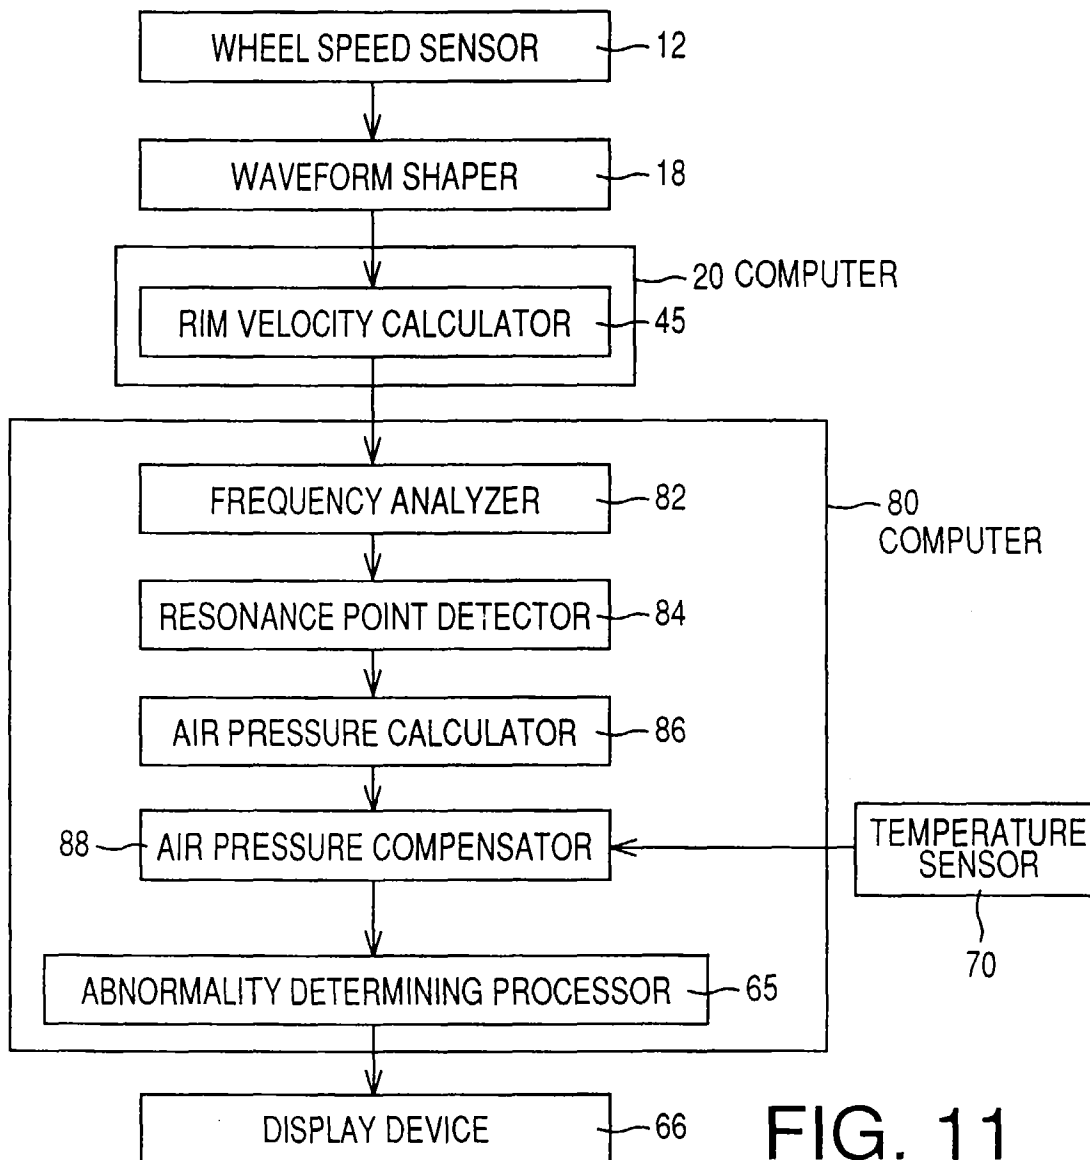 WHEEL SPEED SENSOR 12
WAVEFORM SHAPER 18
20 COMPUTER
RIM VELOCITY CALCULATOR 45
FREQUENCY ANALYZER 82
80
COMPUTER
RESONANCE POINT DETECTOR 84
AIR PRESSURE CALCULATOR 86
88 AIR PRESSURE COMPENSATOR
TEMPERATURE
SENSOR
70
ABNORMALITY DETERMINING PROCESSOR 65
DISPLAY DEVICE 66
FIG. 11